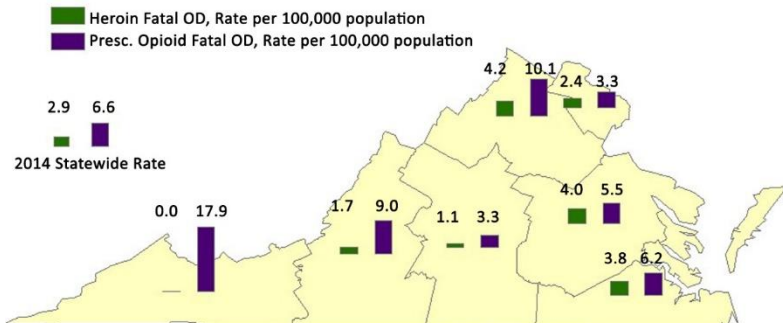 Heroin Fatal OD, Rate per 100,000 population
Presc. Opioid Fatal OD, Rate per 100,000 population
4.2 10.1 2.4 3.3
2.9 6.6
2014 Statewide Rate
0.0 17.9
1.7 9.0
1.1 3.3
4.0 5.5
3.8 6.2